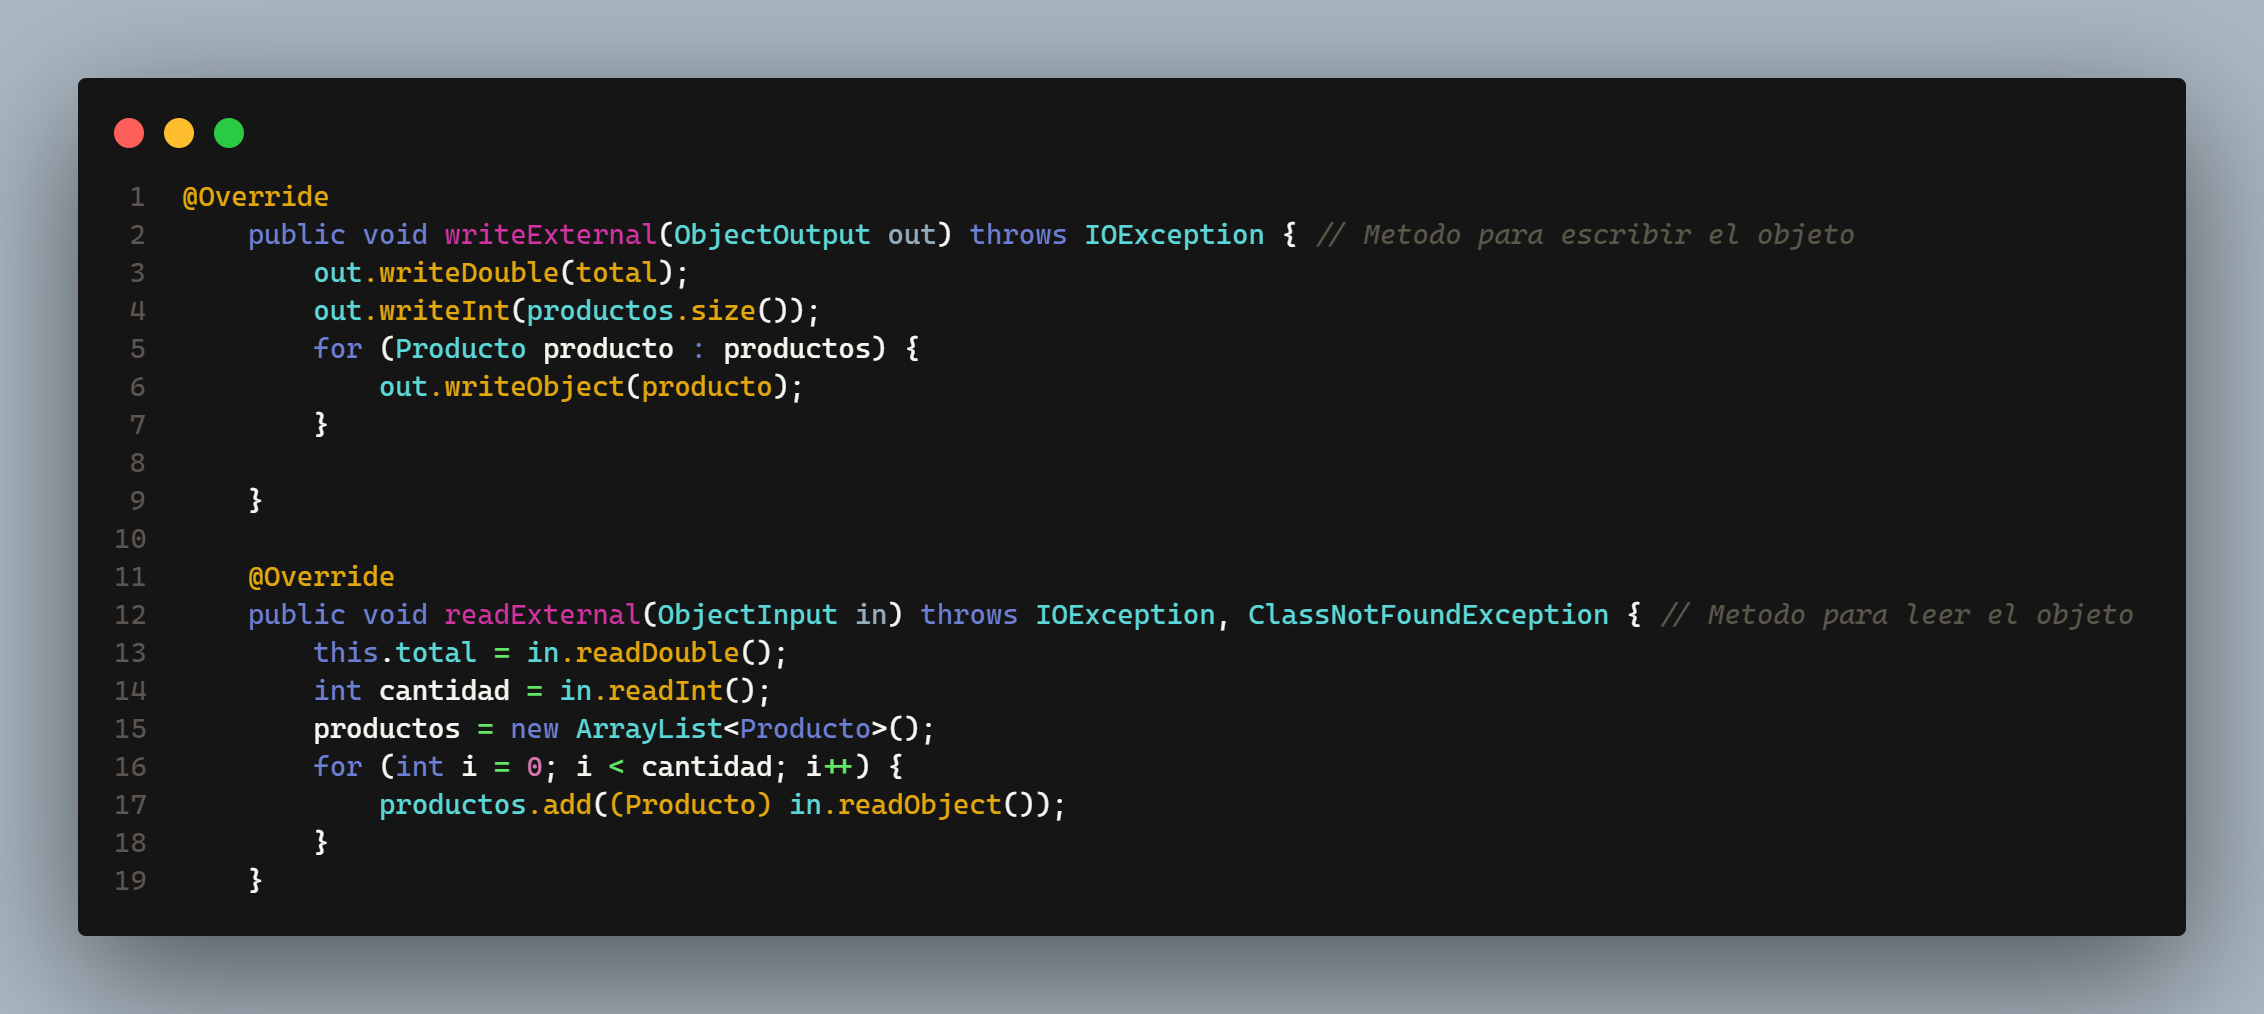 1 @Override
2     public void writeExternal(ObjectOutput out) throws IOException { // Metodo para escribir el objeto
3         out.writeDouble(total);
4         out.writeInt(productos.size());
5         for (Producto producto : productos) {
6             out.writeObject(producto);
7         }
8
9     }
10
11     @Override
12     public void readExternal(ObjectInput in) throws IOException, ClassNotFoundException { // Metodo para leer el objeto
13         this.total = in.readDouble();
14         int cantidad = in.readInt();
15         productos = new ArrayList<Producto>();
16         for (int i = 0; i < cantidad; i++) {
17             productos.add((Producto) in.readObject());
18         }
19     }